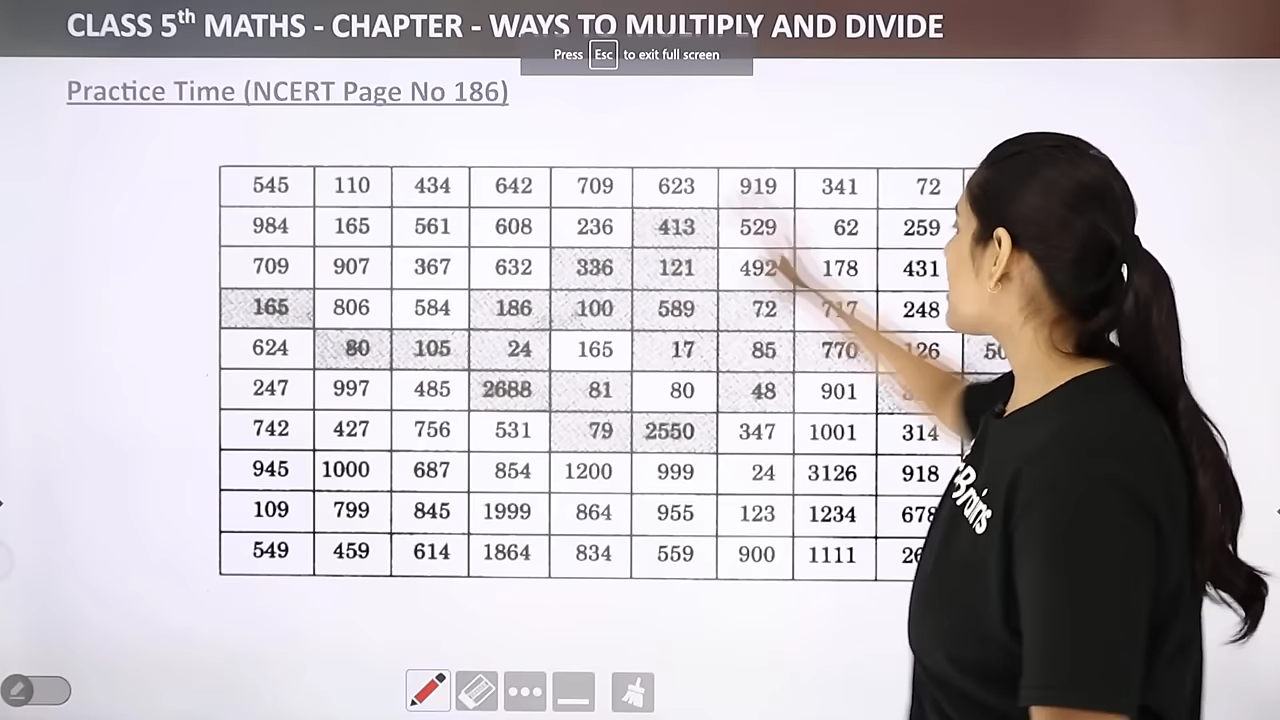 CLASS 5th MATHS - CHAPTER - WAYS TO MULTIPLY AND DIVIDE
Press Esc to exit full screen
Practice Time (NCERT Page No 186)
545 110 434 642 709 623 919 341 72
984 165 561 608 236 413 529 62 259
709 907 367 632 336 121 492 178 431
165 806 584 186 100 589 72 717 248
624 80 105 24 165 17 85 770 126
247 997 485 2688 81 80 48 901
742 427 756 531 79 2550 347 1001 314
945 1000 687 854 1200 999 24 3126 918
109 799 845 1999 864 955 123 1234 678
549 459 614 1864 834 559 900 1111
Brains